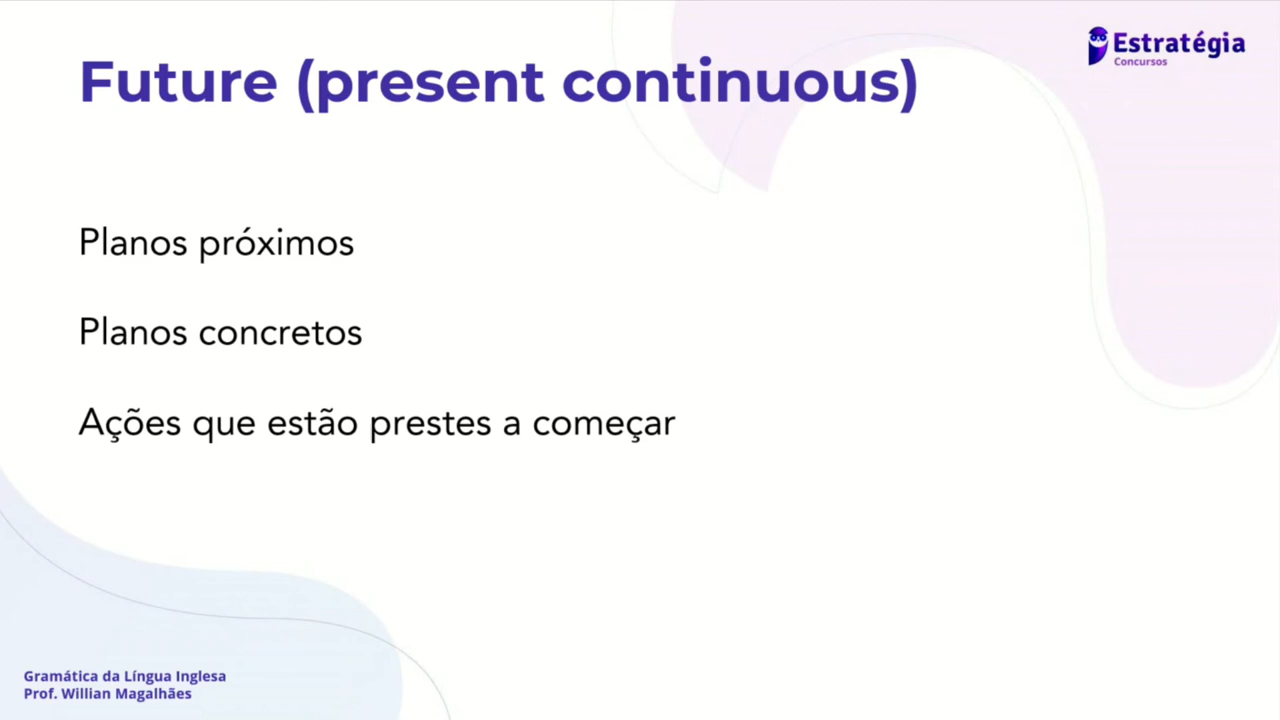 Estratégia
Concursos
Future (present continuous)
Planos próximos
Planos concretos
Ações que estão prestes a começar
Gramática da Língua Inglesa
Prof. Willian Magalhães